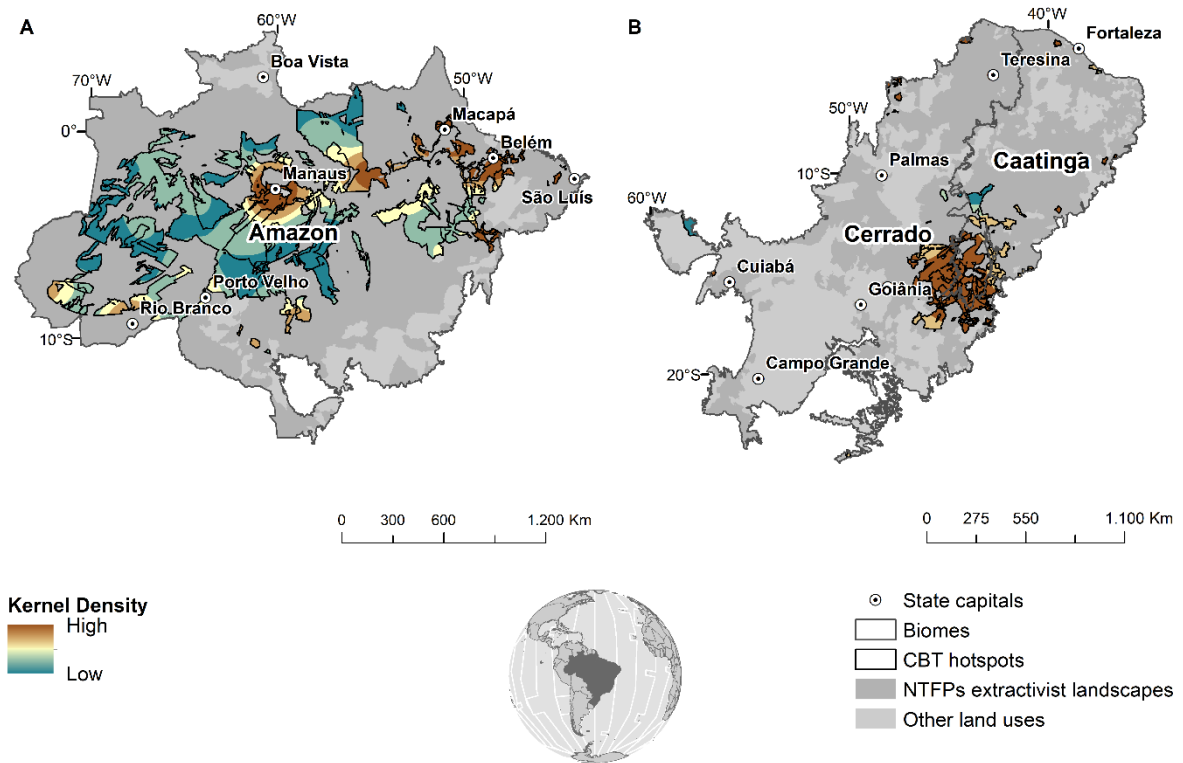 A
60°W
Boa Vista
70°W
50°W
Macapá
0°
Belém
Manaus
São Luís
Amazon
Porto Velho
Rio Branco
10°S
0 300 600 1.200 Km
B
40°W
Fortaleza
Teresina
50°W
Palmas
10°S
Caatinga
60°W
Cerrado
Cuiabá
Goiânia
Campo Grande
20°S
0 275 550 1.100 Km
Kernel Density
High
Low
State capitals
Biomes
CBT hotspots
NTFPs extractivist landscapes
Other land uses